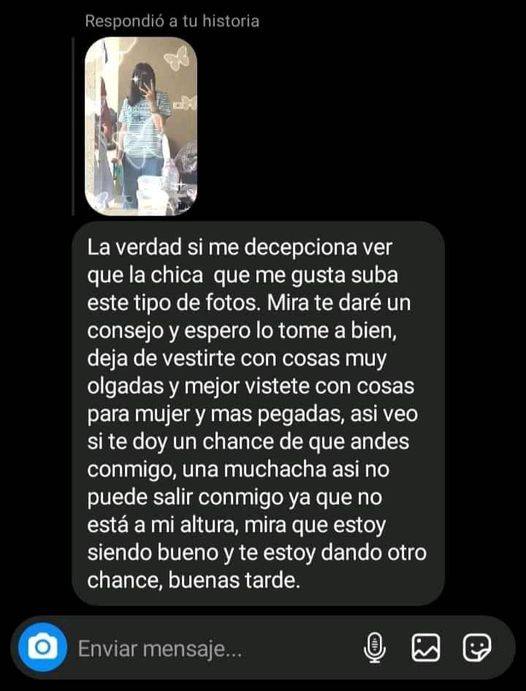 Respondió a tu historia
La verdad si me decepciona ver
que la chica  que me gusta suba
este tipo de fotos. Mira te daré un
consejo y espero lo tome a bien,
deja de vestirte con cosas muy
olgadas y mejor vistete con cosas
para mujer y mas pegadas, asi veo
si te doy un chance de que andes
conmigo, una muchacha asi no
puede salir conmigo ya que no
está a mi altura, mira que estoy
siendo bueno y te estoy dando otro
chance, buenas tarde.
Enviar mensaje...